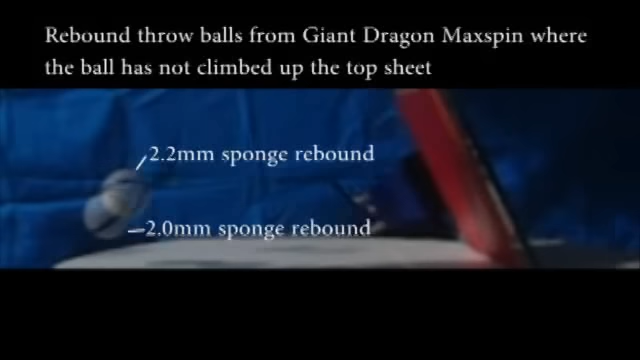 Rebound throw balls from Giant Dragon Maxspin where
the ball has not climbed up the top sheet
2.2mm sponge rebound
2.0mm sponge rebound